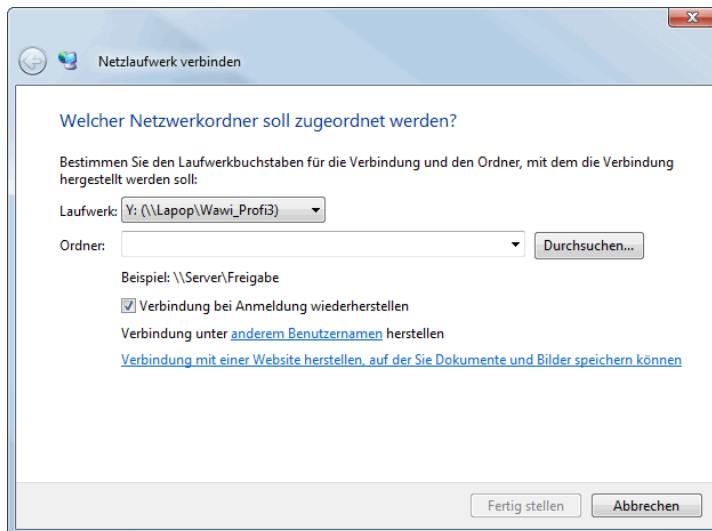 Netzlaufwerk verbinden
Welcher Netzwerkordner soll zugeordnet werden?
Bestimmen Sie den Laufwerkbuchstaben für die Verbindung und den Ordner, mit dem die Verbindung
hergestellt werden soll:
Laufwerk: Y: (\\Lapop\Wawi_Profi3)
Ordner: Durchsuchen...
Beispiel: \\Server\Freigabe
Verbindung bei Anmeldung wiederherstellen
Verbindung unter anderem Benutzernamen herstellen
Verbindung mit einer Website herstellen, auf der Sie Dokumente und Bilder speichern können
Fertig stellen Abbrechen